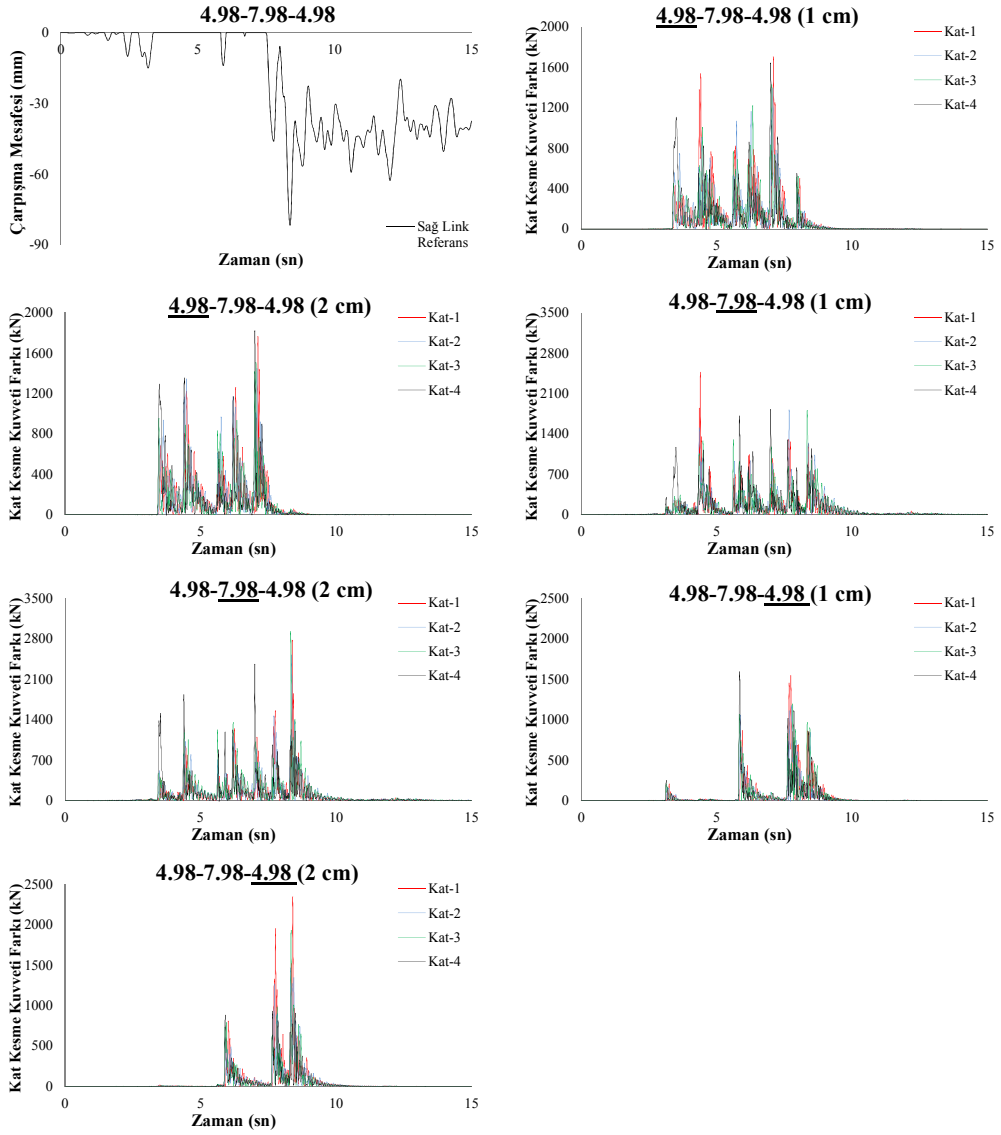 4.98-7.98-4.98
Çarpışma Mesafesi (mm)
0
-30
-60
-90
0
5
10
15
Sağ Link
Referans
Zaman (sn)
4.98-7.98-4.98 (1 cm)
Kat Kesme Kuvveti Farkı (kN)
2000
1600
1200
800
400
0
0
5
10
15
Kat-1
Kat-2
Kat-3
Kat-4
Zaman (sn)
4.98-7.98-4.98 (2 cm)
Kat Kesme Kuvveti Farkı (kN)
2000
1600
1200
800
400
0
0
5
10
15
Kat-1
Kat-2
Kat-3
Kat-4
Zaman (sn)
4.98-7.98-4.98 (1 cm)
Kat Kesme Kuvveti Farkı (kN)
3500
2800
2100
1400
700
0
0
5
10
15
Kat-1
Kat-2
Kat-3
Kat-4
Zaman (sn)
4.98-7.98-4.98 (2 cm)
Kat Kesme Kuvveti Farkı (kN)
3500
2800
2100
1400
700
0
0
5
10
15
Kat-1
Kat-2
Kat-3
Kat-4
Zaman (sn)
4.98-7.98-4.98 (1 cm)
Kat Kesme Kuvveti Farkı (kN)
2500
2000
1500
1000
500
0
0
5
10
15
Kat-1
Kat-2
Kat-3
Kat-4
Zaman (sn)
4.98-7.98-4.98 (2 cm)
Kat Kesme Kuvveti Farkı (kN)
2500
2000
1500
1000
500
0
0
5
10
15
Kat-1
Kat-2
Kat-3
Kat-4
Zaman (sn)